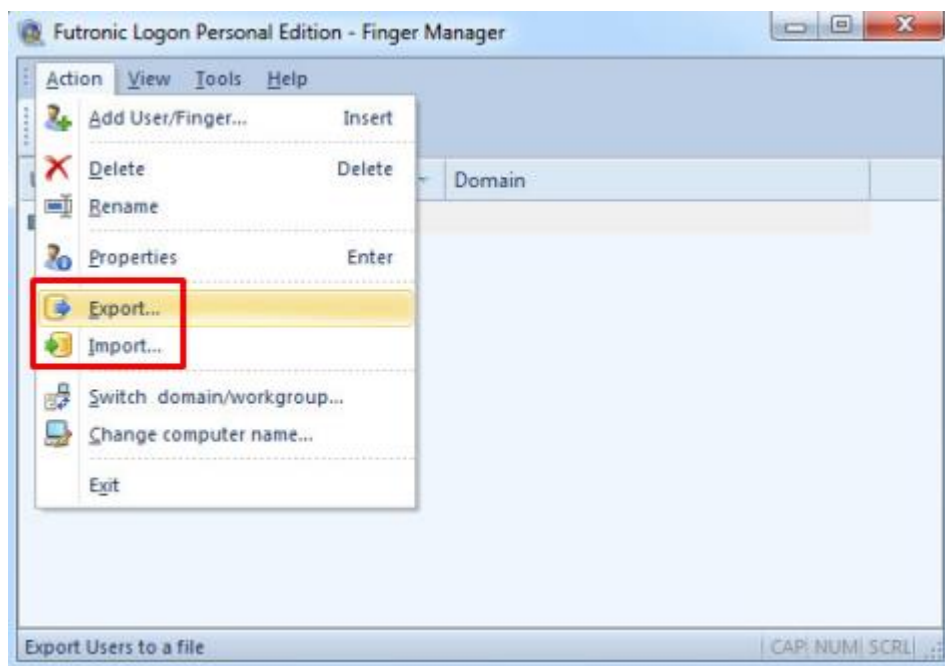 Futronic Logon Personal Edition - Finger Manager
Action View Tools Help
Add User/Finger... Insert
Delete Delete
Domain
Rename
Properties Enter
Export...
Import...
Switch domain/workgroup...
Change computer name...
Exit
Export Users to a file CAP NUM SCRL